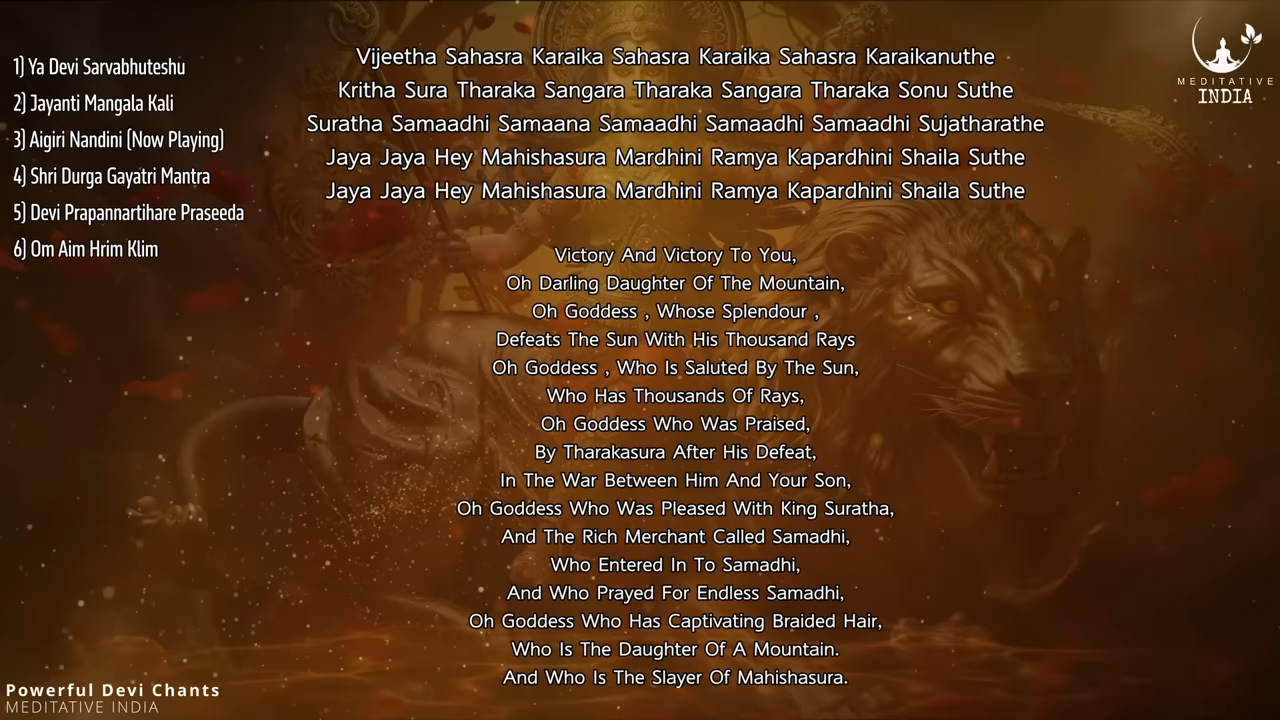 1) Ya Devi Sarvabhuteshu
2) Jayanti Mangala Kali
3) Aigiri Nandini (Now Playing)
4) Shri Durga Gayatri Mantra
5) Devi Prapannartihare Praseeda
6) Om Aim Hrim Klim
Vijeetha Sahasra Karaika Sahasra Karaika Sahasra Karaikanuthe
Kritha Sura Tharaka Sangara Tharaka Sangara Tharaka Sonu Suthe
Suratha Samaadhi Samaana Samaadhi Samaadhi Samaadhi Sujatharathe
Jaya Jaya Hey Mahishasura Mardhini Ramya Kapardhini Shaila Suthe
Jaya Jaya Hey Mahishasura Mardhini Ramya Kapardhini Shaila Suthe
Victory And Victory To You,
Oh Darling Daughter Of The Mountain,
Oh Goddess , Whose Splendour ,
Defeats The Sun With His Thousand Rays
Oh Goddess , Who Is Saluted By The Sun,
Who Has Thousands Of Rays,
Oh Goddess Who Was Praised,
By Tharakasura After His Defeat,
In The War Between Him And Your Son,
Oh Goddess Who Was Pleased With King Suratha,
And The Rich Merchant Called Samadhi,
Who Entered In To Samadhi,
And Who Prayed For Endless Samadhi,
Oh Goddess Who Has Captivating Braided Hair,
Who Is The Daughter Of A Mountain.
And Who Is The Slayer Of Mahishasura.
MEDITATIVE
INDIA
Powerful Devi Chants
MEDITATIVE INDIA